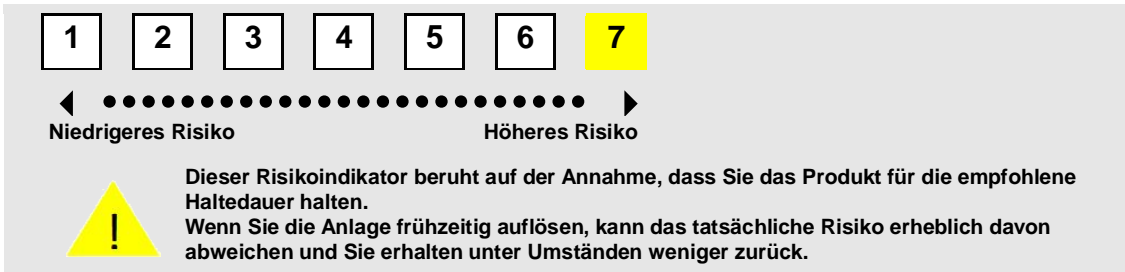 1 2 3 4 5 6 7
Niedrigeres Risiko Höheres Risiko
Dieser Risikoindikator beruht auf der Annahme, dass Sie das Produkt für die empfohlene
Haltedauer halten.
Wenn Sie die Anlage frühzeitig auflösen, kann das tatsächliche Risiko erheblich davon
abweichen und Sie erhalten unter Umständen weniger zurück.
!